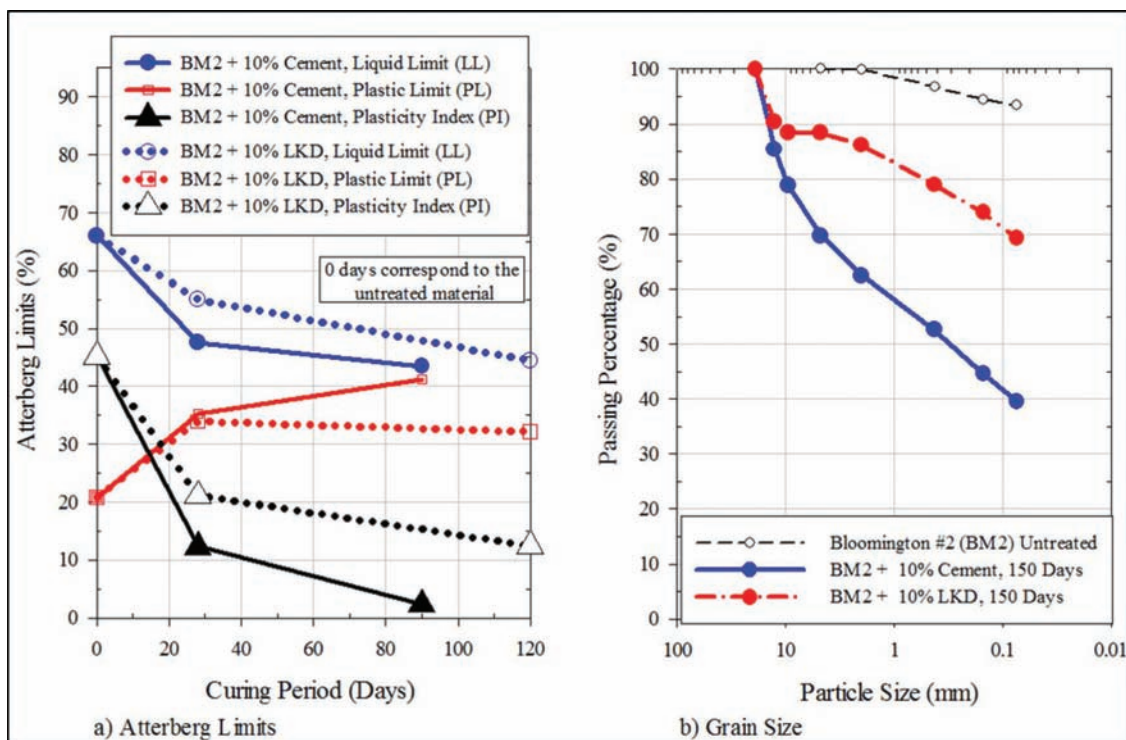 BM2 + 10% Cement, Liquid Limit (LL)
BM2 + 10% Cement, Plastic Limit (PL)
BM2 + 10% Cement, Plasticity Index (PI)
BM2 + 10% LKD, Liquid Limit (LL)
BM2 + 10% LKD, Plastic Limit (PL)
BM2 + 10% LKD, Plasticity Index (PI)
0 days correspond to the
untreated material
Atterberg Limits (%)
90
80
70
60
50
40
30
20
10
0
0 20 40 60 80 100 120
Curing Period (Days)
a) Atterberg Limits
Passing Percentage (%)
100
90
80
70
60
50
40
30
20
10
0
Bloomington #2 (BM2) Untreated
BM2 + 10% Cement, 150 Days
BM2 + 10% LKD, 150 Days
100 10 1 0.1 0.01
Particle Size (mm)
b) Grain Size